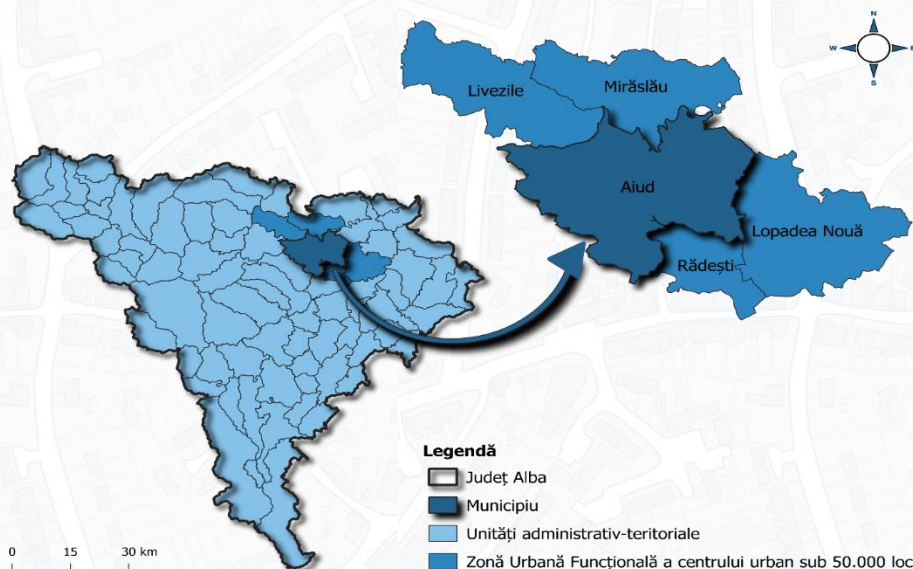 N
W
S
Livezile
Mirăslău
Aiud
Lopadea Nouă
Rădești
Legendă
Județ Alba
Municipiu
Unități administrativ-teritoriale
Zonă Urbană Funcțională a centrului urban sub 50.000 loc
0 15 30 km